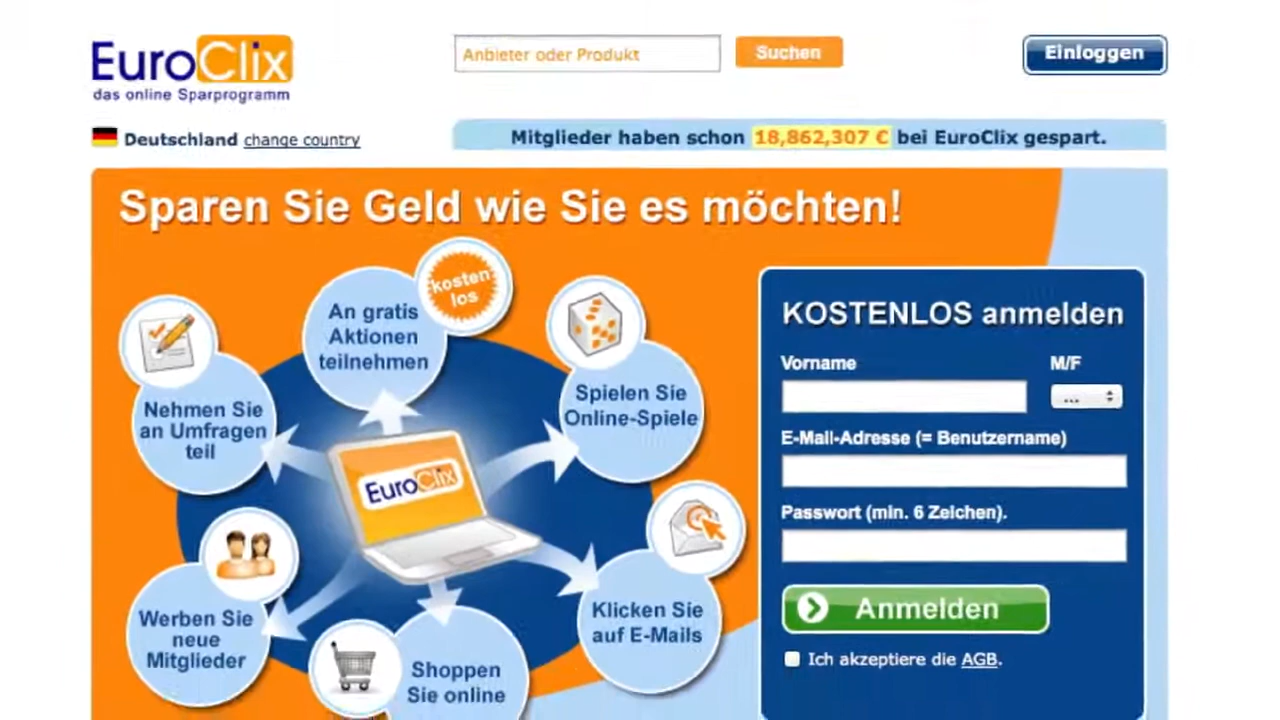 EuroClix
das online Sparprogramm
Anbieter oder Produkt
Suchen
Einloggen
Deutschland change country
Mitglieder haben schon 18,862,307 € bei EuroClix gespart.
Sparen Sie Geld wie Sie es möchten!
kosten
los
An gratis
Aktionen
teilnehmen
Spielen Sie
Online-Spiele
Nehmen Sie
an Umfragen
teil
EuroClix
Klicken Sie
auf E-Mails
Werben Sie
neue
Mitglieder
Shoppen
Sie online
KOSTENLOS anmelden
Vorname
M/F
...
E-Mail-Adresse (= Benutzername)
Passwort (min. 6 Zeichen).
Anmelden
Ich akzeptiere die AGB.